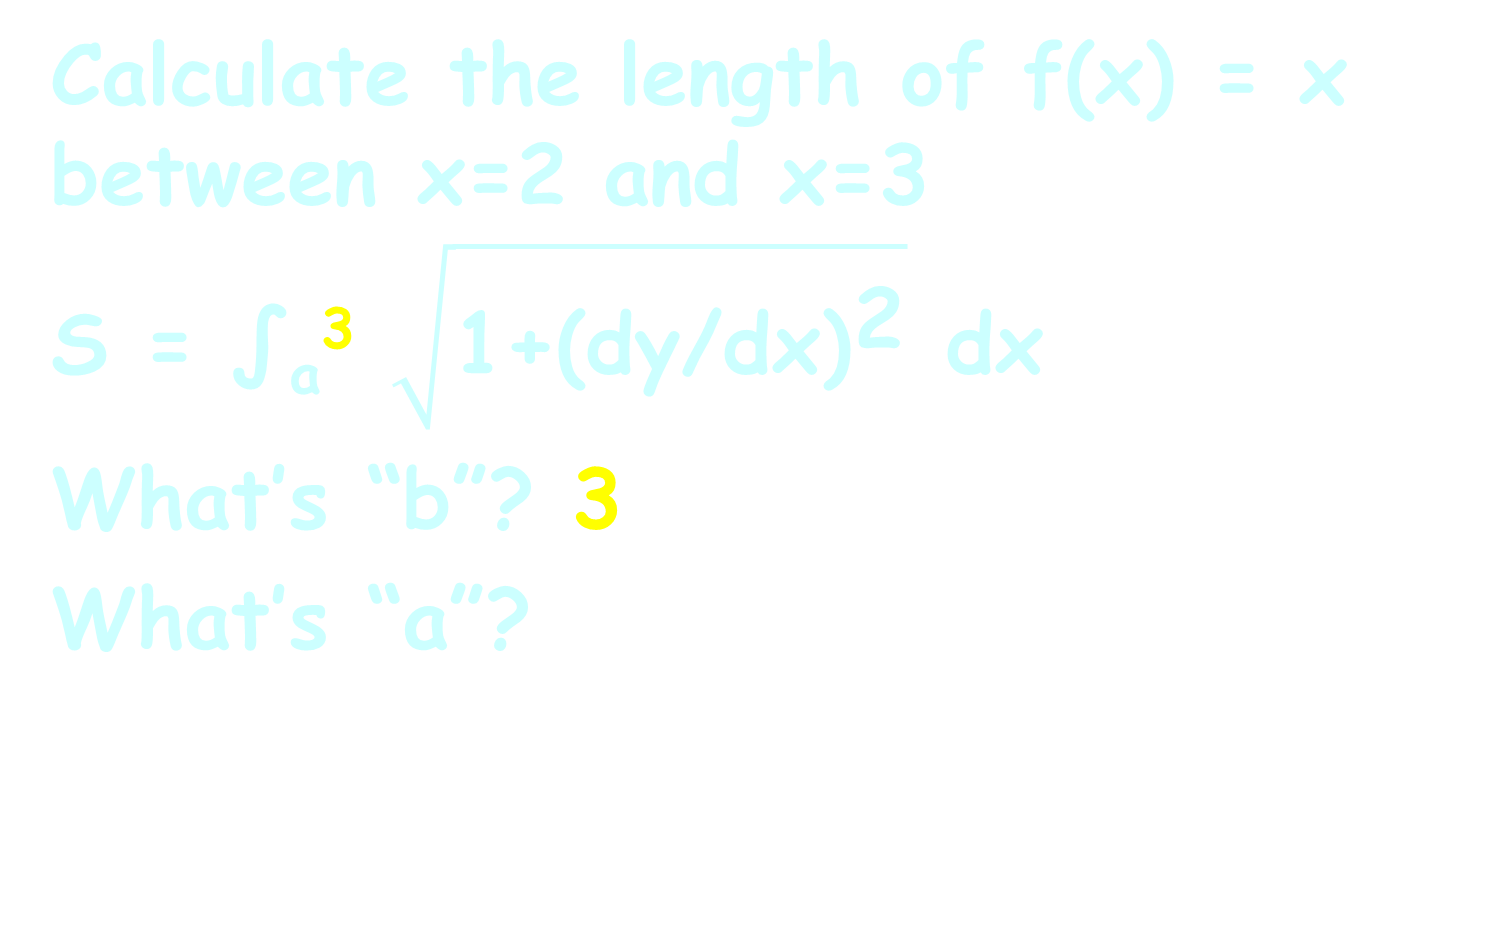 Calculate the length of f(x) = x
between x=2 and x=3
S = ∫ₐ³ √1+(dy/dx)² dx
What's “b”? 3
What's “a”?